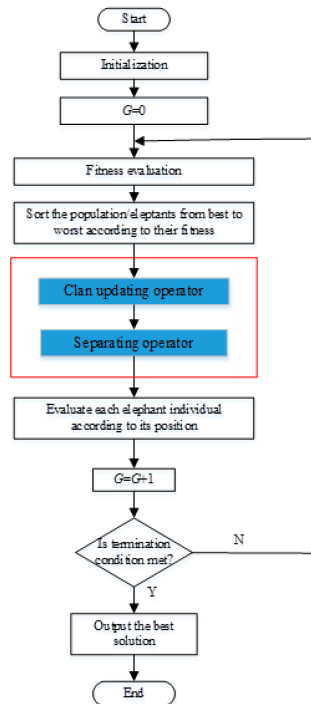 Start
Initialization
G=0
Fitness evaluation
Sort the population/eleptants from best to
worst according to their fitness
Clan updating operator
Separating operator
Evaluate each elephant individual
according to its position
G=G+1
Is termination
condition met?
N
Y
Output the best
solution
End